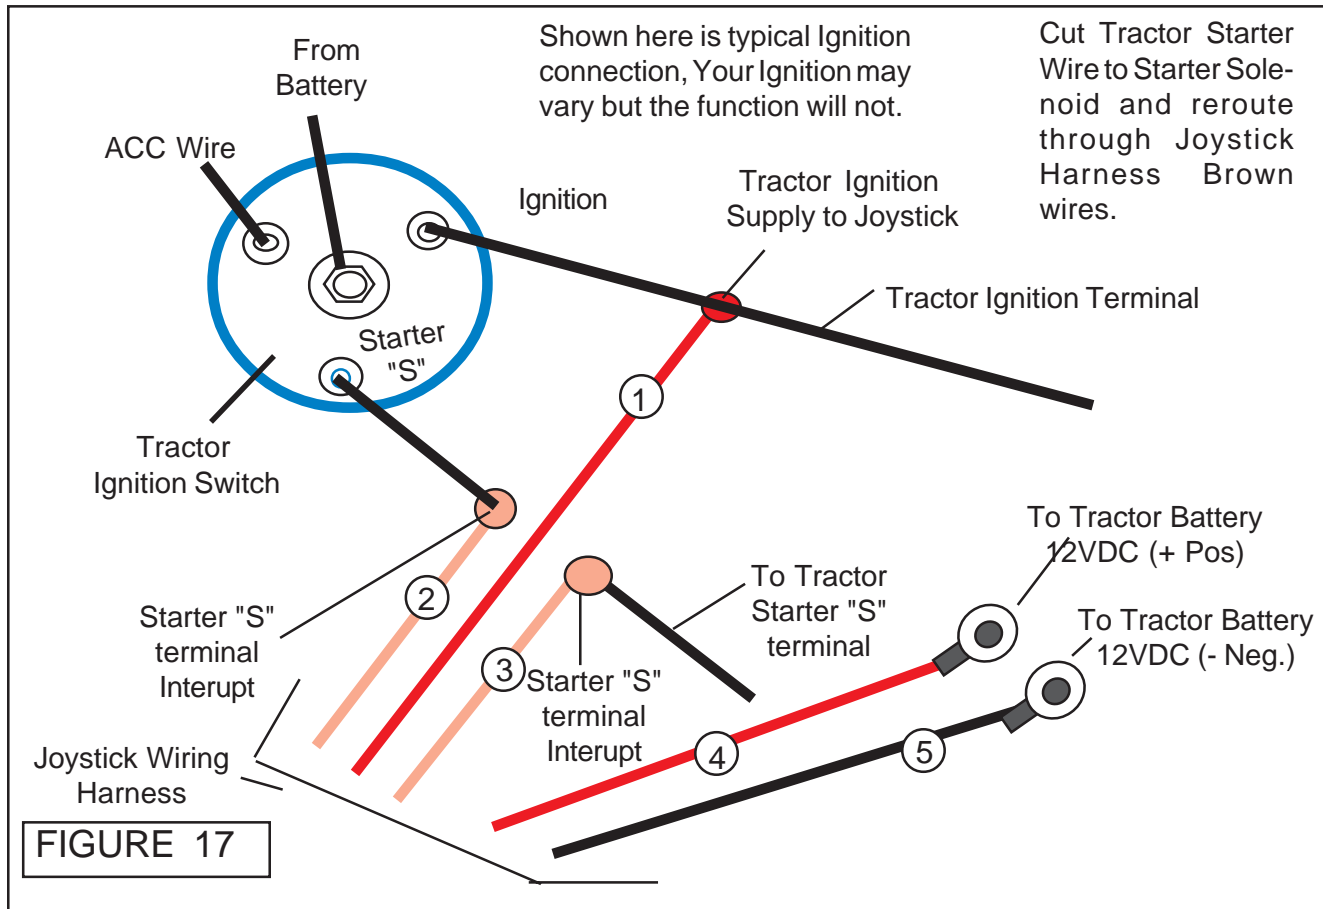 From
Battery
Shown here is typical Ignition
connection, Your Ignition may
vary but the function will not.
Cut Tractor Starter
Wire to Starter Sole-
noid and reroute
through Joystick
Harness Brown
wires.
ACC Wire
Ignition
Tractor Ignition
Supply to Joystick
Tractor Ignition Terminal
Starter
"S"
1
Tractor
Ignition Switch
To Tractor Battery
12VDC (+ Pos)
2
To Tractor
Starter "S"
terminal
Starter "S"
terminal
Interupt
To Tractor Battery
12VDC (- Neg.)
3
Starter "S"
terminal
Interupt
4
5
Joystick Wiring
Harness
FIGURE 17